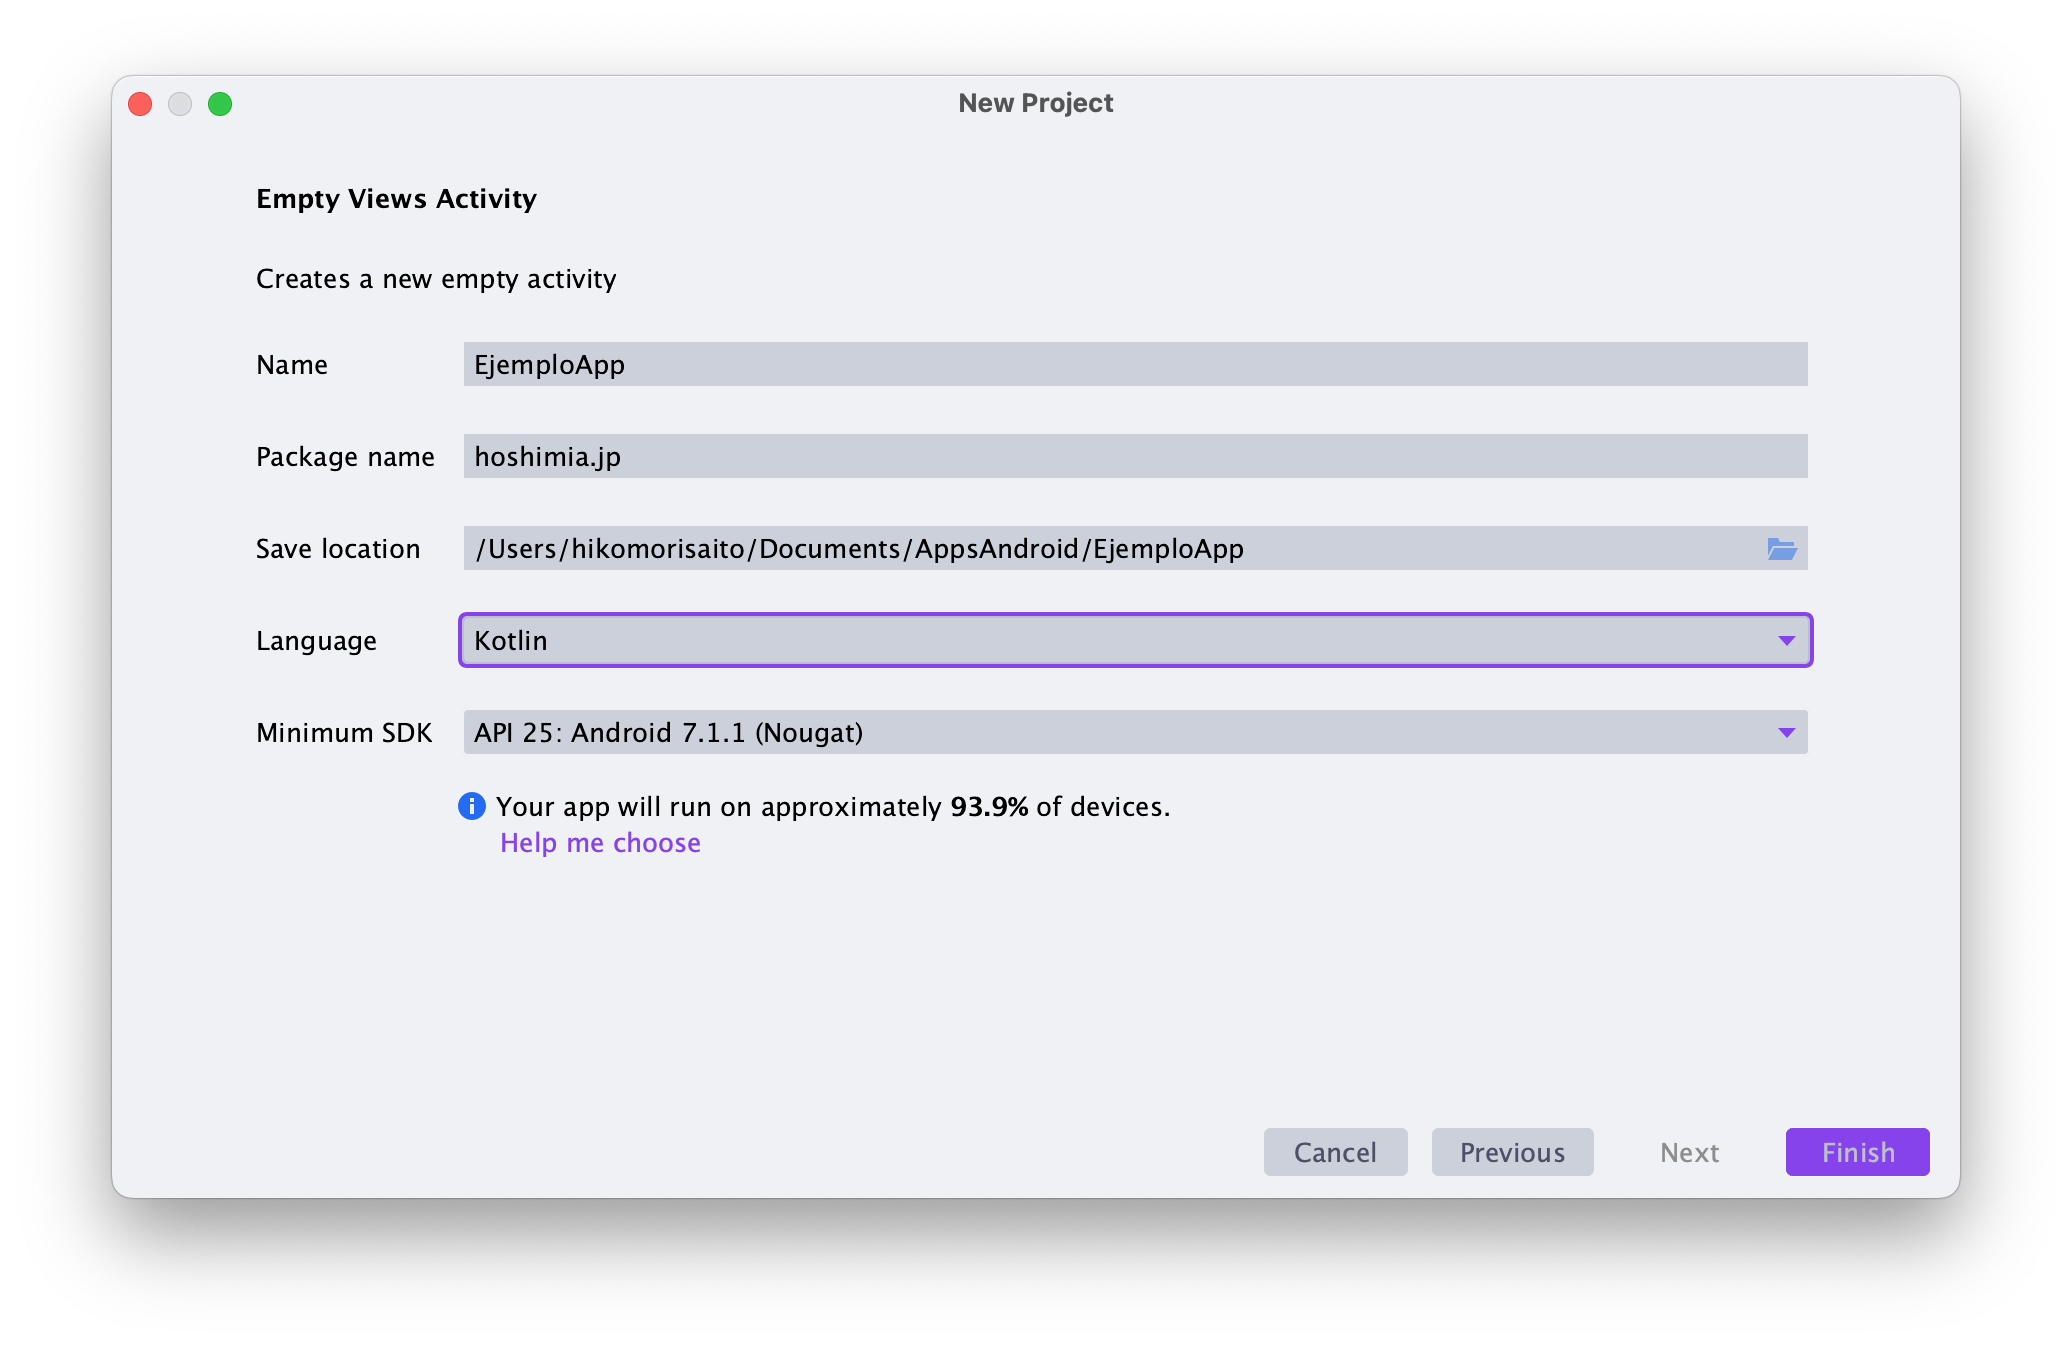 New Project
Empty Views Activity
Creates a new empty activity
Name EjemploApp
Package name hoshimia.jp
Save location /Users/hikomorisaito/Documents/AppsAndroid/EjemploApp
Language Kotlin
Minimum SDK API 25: Android 7.1.1 (Nougat)
Your app will run on approximately 93.9% of devices.
Help me choose
Cancel Previous Next Finish